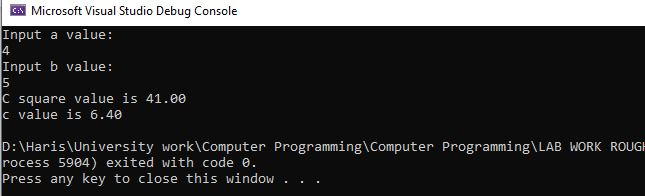 Microsoft Visual Studio Debug Console
Input a value:
4
Input b value:
5
C square value is 41.00
c value is 6.40
D:\Haris\University work\Computer Programming\Computer Programming\LAB WORK ROUGH
rocess 5904) exited with code 0.
Press any key to close this window . . .